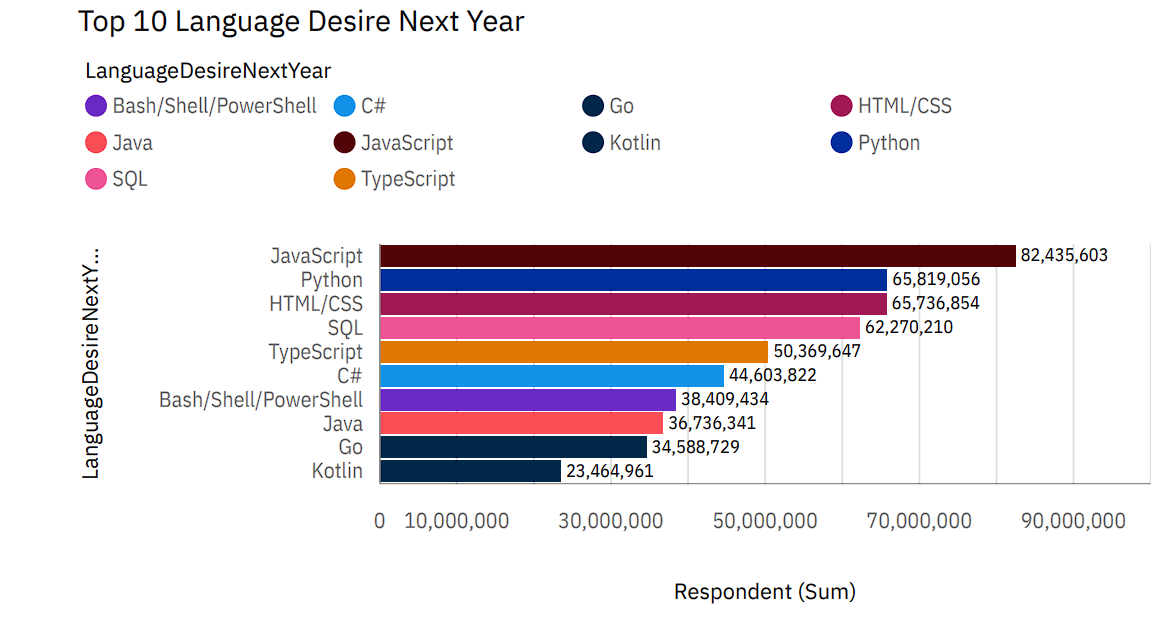 Top 10 Language Desire Next Year
LanguageDesireNextYear
Bash/Shell/PowerShell C# Go HTML/CSS
Java JavaScript Kotlin Python
SQL TypeScript
LanguageDesireNextY...
JavaScript 82,435,603
Python 65,819,056
HTML/CSS 65,736,854
SQL 62,270,210
TypeScript 50,369,647
C# 44,603,822
Bash/Shell/PowerShell 38,409,434
Java 36,736,341
Go 34,588,729
Kotlin 23,464,961
0 10,000,000 30,000,000 50,000,000 70,000,000 90,000,000
Respondent (Sum)